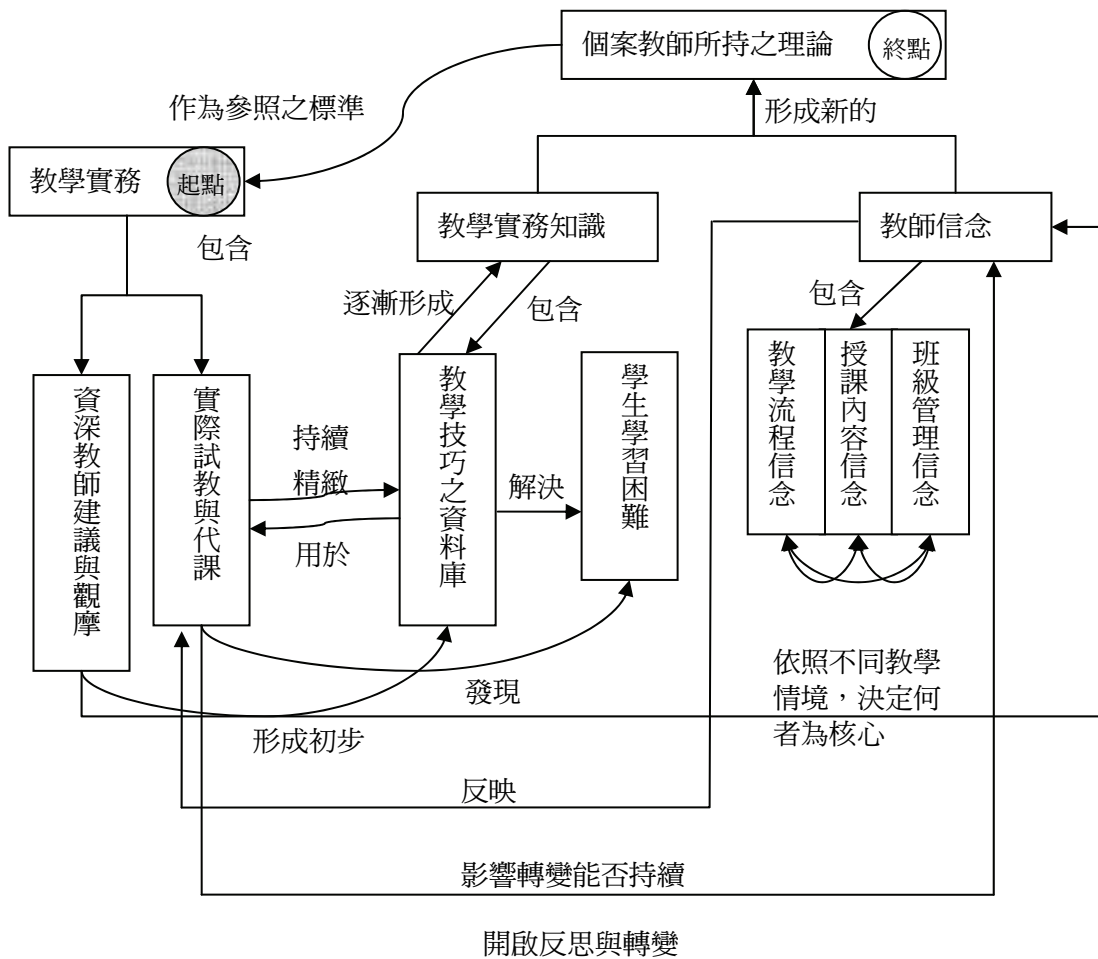 個案教師所持之理論
終點
作為參照之標準
形成新的
教學實務
起點
教學實務知識
教師信念
包含
逐漸形成
包含
包含
資深教師建議與觀摩
實際試教與代課
持續
精緻
用於
教學技巧之資料庫
解決
學生學習困難
教學流程信念
授課內容信念
班級管理信念
發現
形成初步
依照不同教學
情境，決定何
者為核心
反映
影響轉變能否持續
開啟反思與轉變